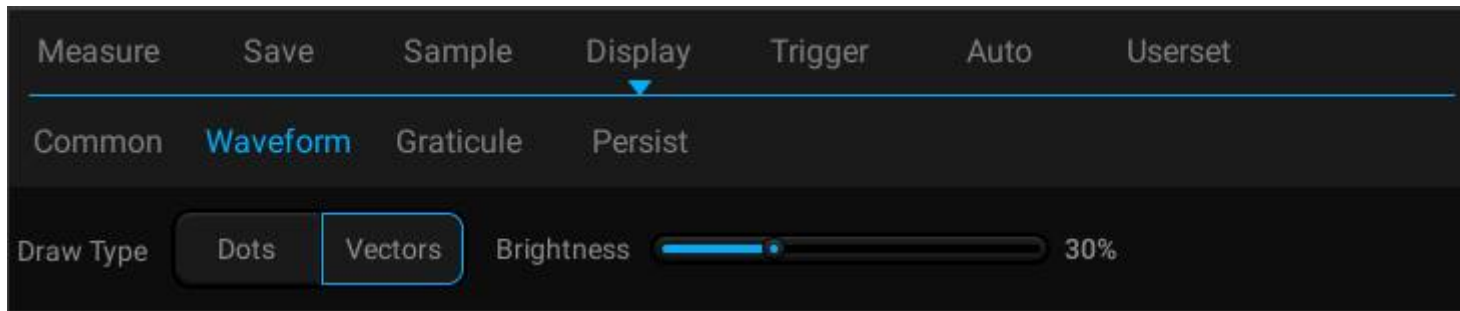 Measure Save Sample Display Trigger Auto Userset
Common Waveform Graticule Persist
Draw Type Dots Vectors Brightness 30%